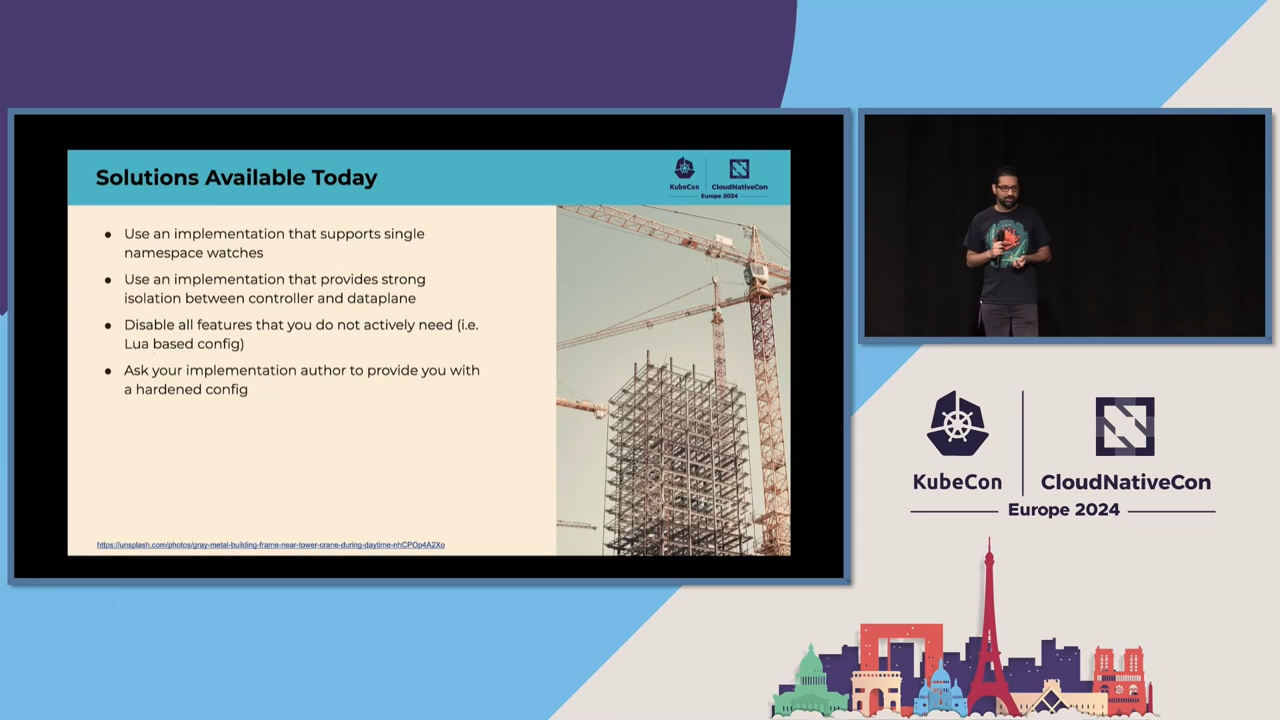 Solutions Available Today
KubeCon
CloudNativeCon
Europe 2024
● Use an implementation that supports single
namespace watches
● Use an implementation that provides strong
isolation between controller and dataplane
● Disable all features that you do not actively need (i.e.
Lua based config)
● Ask your implementation author to provide you with
a hardened config
https://unsplash.com/photos/gray-metal-building-frame-near-tower-crane-during-daytime-nhCPOp4A2Xo
KubeCon
CloudNativeCon
Europe 2024